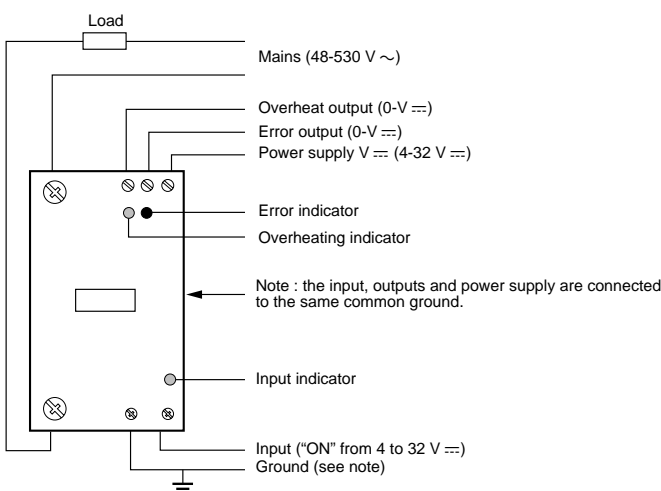 Load
Mains (48-530 V ∼)
Overheat output (0-V ⎓)
Error output (0-V ⎓)
Power supply V ⎓ (4-32 V ⎓)
Error indicator
Overheating indicator
Note : the input, outputs and power supply are connected
to the same common ground.
Input indicator
Input (“ON” from 4 to 32 V ⎓)
Ground (see note)